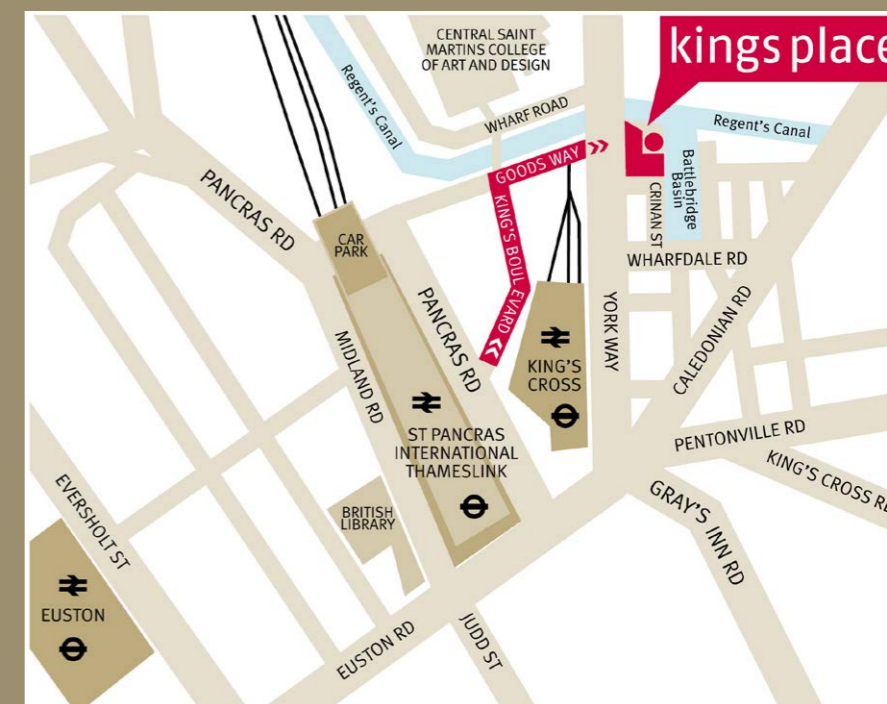 CENTRAL SAINT
MARTINS COLLEGE
OF ART AND DESIGN
kings place
Regent's Canal
WHARF ROAD
Regent's Canal
GOODS WAY
Battlebridge
Basin
PANCRAS RD
KING'S BOULEVARD
CRINAN ST
CAR
PARK
WHARFDALE RD
PANCRAS RD
YORK WAY
CALEDONIAN RD
MIDLAND RD
KING'S
CROSS
ST PANCRAS
INTERNATIONAL
THAMESLINK
PENTONVILLE RD
KING'S CROSS RD
EVERSHOLT ST
BRITISH
LIBRARY
GRAY'S INN RD
EUSTON
EUSTON RD
JUDD ST